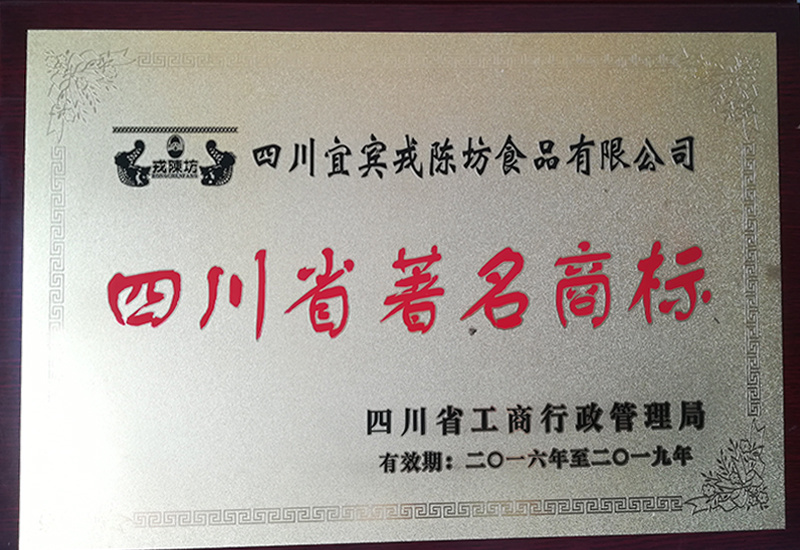 戎陳坊
四川宜宾戎陈坊食品有限公司
四川省著名商标
四川省工商行政管理局
有效期：二〇一六年至二〇一九年